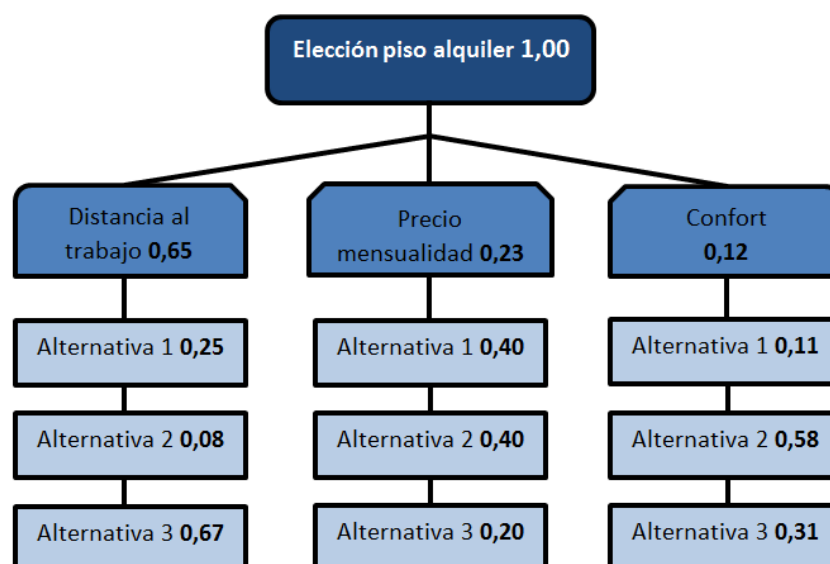 Elección piso alquiler 1,00
Distancia al
trabajo 0,65
Precio
mensualidad 0,23
Confort
0,12
Alternativa 1 0,25
Alternativa 1 0,40
Alternativa 1 0,11
Alternativa 2 0,08
Alternativa 2 0,40
Alternativa 2 0,58
Alternativa 3 0,67
Alternativa 3 0,20
Alternativa 3 0,31